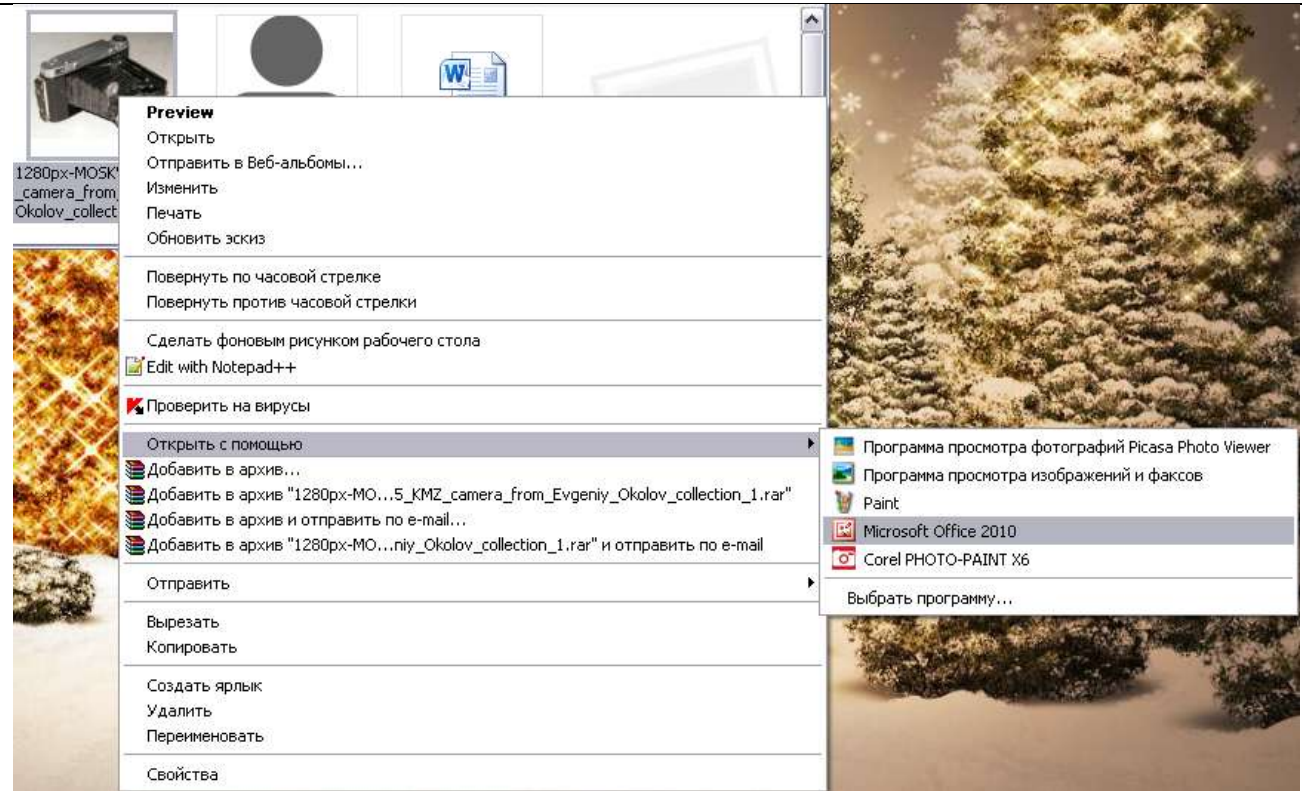 W
1280px-MOSK
_camera_from
Okolov_collect
Preview
Открыть
Отправить в Веб-альбомы...
Изменить
Печать
Обновить эскиз
Повернуть по часовой стрелке
Повернуть против часовой стрелки
Сделать фоновым рисунком рабочего стола
Edit with Notepad++
Проверить на вирусы
Открыть с помощью
Добавить в архив...
Добавить в архив "1280px-MO...5_KMZ_camera_from_Evgeniy_Okolov_collection_1.rar"
Добавить в архив и отправить по e-mail...
Добавить в архив "1280px-MO...niy_Okolov_collection_1.rar" и отправить по e-mail
Отправить
Вырезать
Копировать
Создать ярлык
Удалить
Переименовать
Свойства
Программа просмотра фотографий Picasa Photo Viewer
Программа просмотра изображений и факсов
Paint
Microsoft Office 2010
Corel PHOTO-PAINT X6
Выбрать программу...